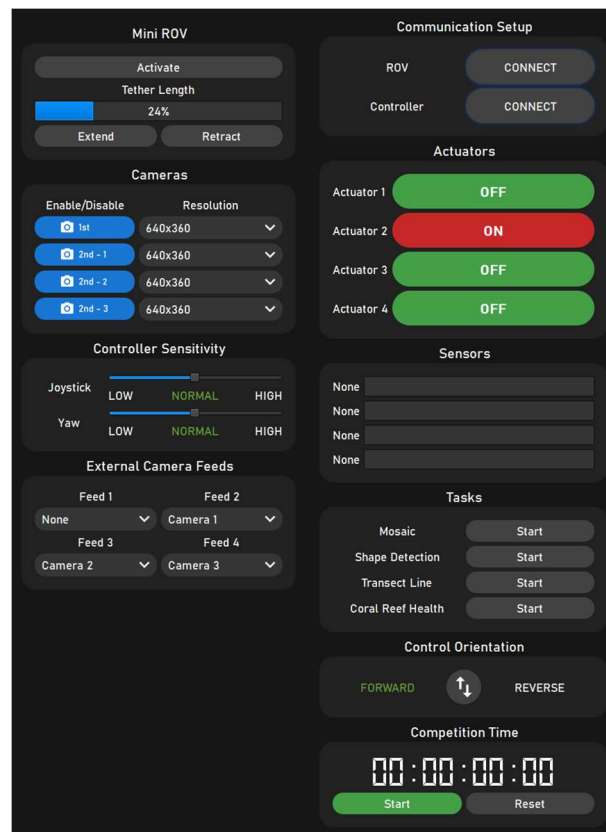 Mini ROV
Activate
Tether Length
24%
Extend Retract
Cameras
Enable/Disable Resolution
1st 640x360
2nd - 1 640x360
2nd - 2 640x360
2nd - 3 640x360
Controller Sensitivity
Joystick
LOW NORMAL HIGH
Yaw
LOW NORMAL HIGH
External Camera Feeds
Feed 1 Feed 2
None Camera 1
Feed 3 Feed 4
Camera 2 Camera 3
Communication Setup
ROV CONNECT
Controller CONNECT
Actuators
Actuator 1 OFF
Actuator 2 ON
Actuator 3 OFF
Actuator 4 OFF
Sensors
None
None
None
None
Tasks
Mosaic Start
Shape Detection Start
Transect Line Start
Coral Reef Health Start
Control Orientation
FORWARD REVERSE
Competition Time
00:00:00:00
Start Reset